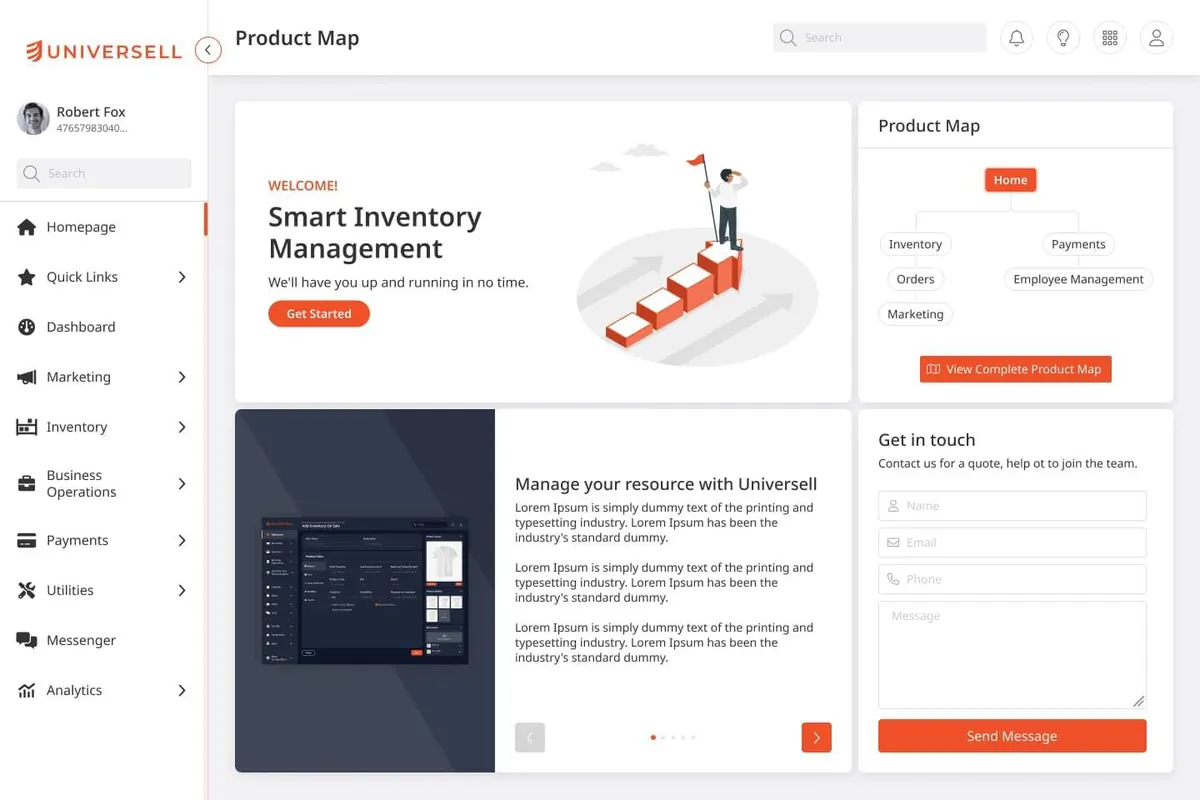 UNIVERSELL
Robert Fox
47657983040...
Search
Homepage
Quick Links
Dashboard
Marketing
Inventory
Business
Operations
Payments
Utilities
Messenger
Analytics
Product Map
Search
WELCOME!
Smart Inventory
Management
We'll have you up and running in no time.
Get Started
Product Map
Home
Inventory
Payments
Orders
Employee Management
Marketing
View Complete Product Map
Manage your resource with Universell
Lorem Ipsum is simply dummy text of the printing and
typesetting industry. Lorem Ipsum has been the
industry's standard dummy.
Lorem Ipsum is simply dummy text of the printing and
typesetting industry. Lorem Ipsum has been the
industry's standard dummy.
Lorem Ipsum is simply dummy text of the printing and
typesetting industry. Lorem Ipsum has been the
industry's standard dummy.
Get in touch
Contact us for a quote, help ot to join the team.
Name
Email
Phone
Message
Send Message